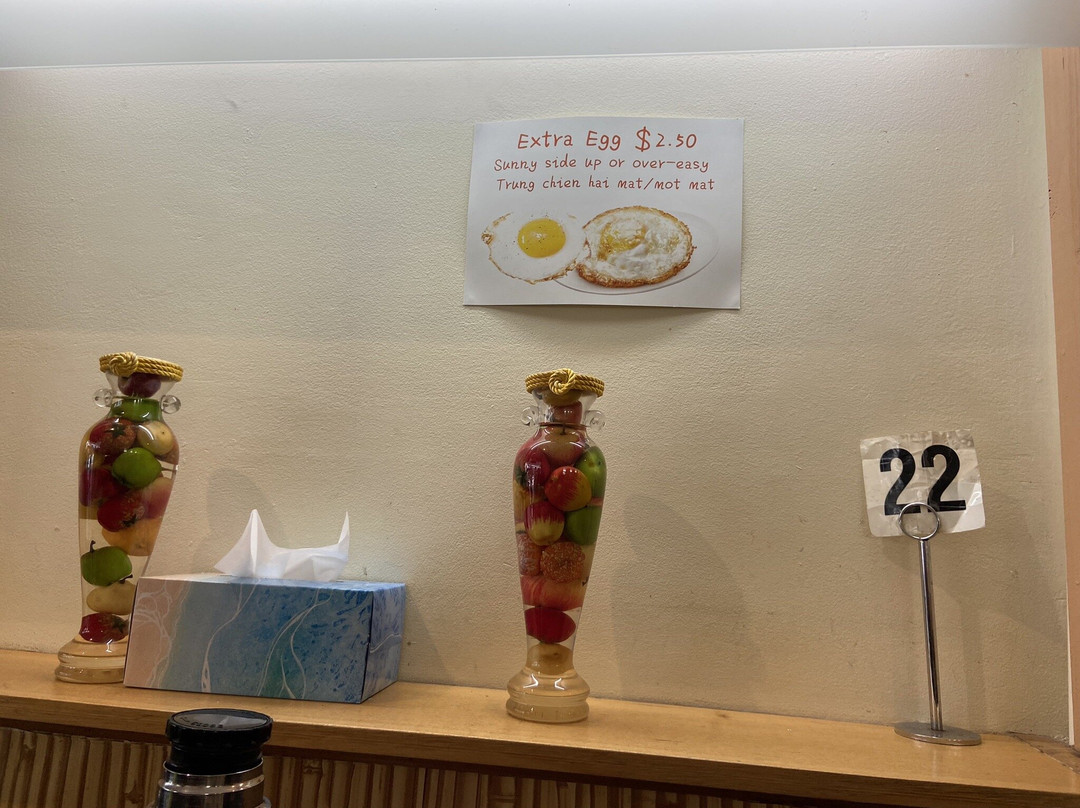 Extra Egg $2.50
Sunny side up or over-easy
Trung chien hai mat/mot mat
22